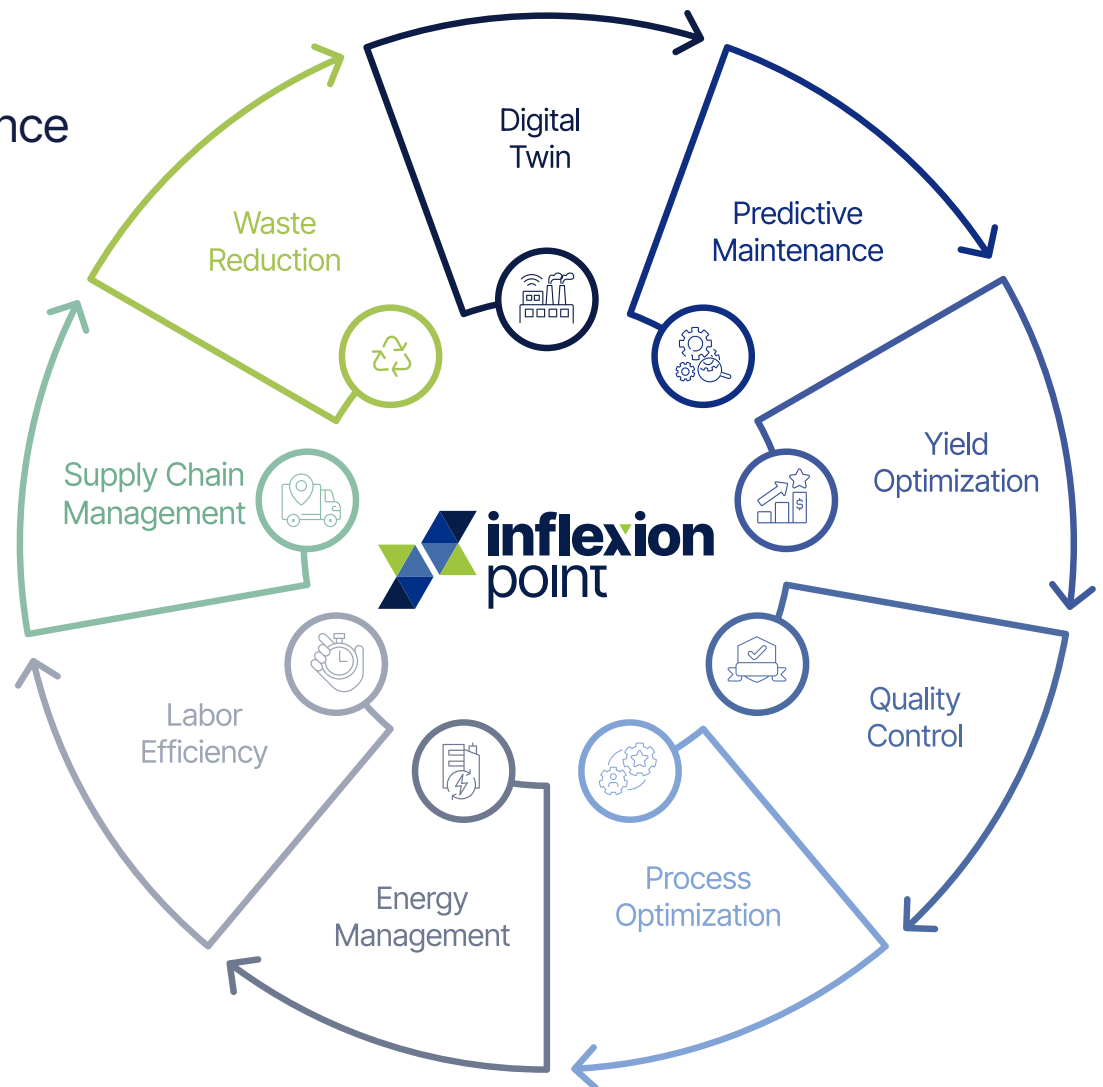 nce
Digital
Twin
Predictive
Maintenance
Yield
Optimization
Quality
Control
Process
Optimization
Energy
Management
Labor
Efficiency
Supply Chain
Management
Waste
Reduction
$
inflexion
point